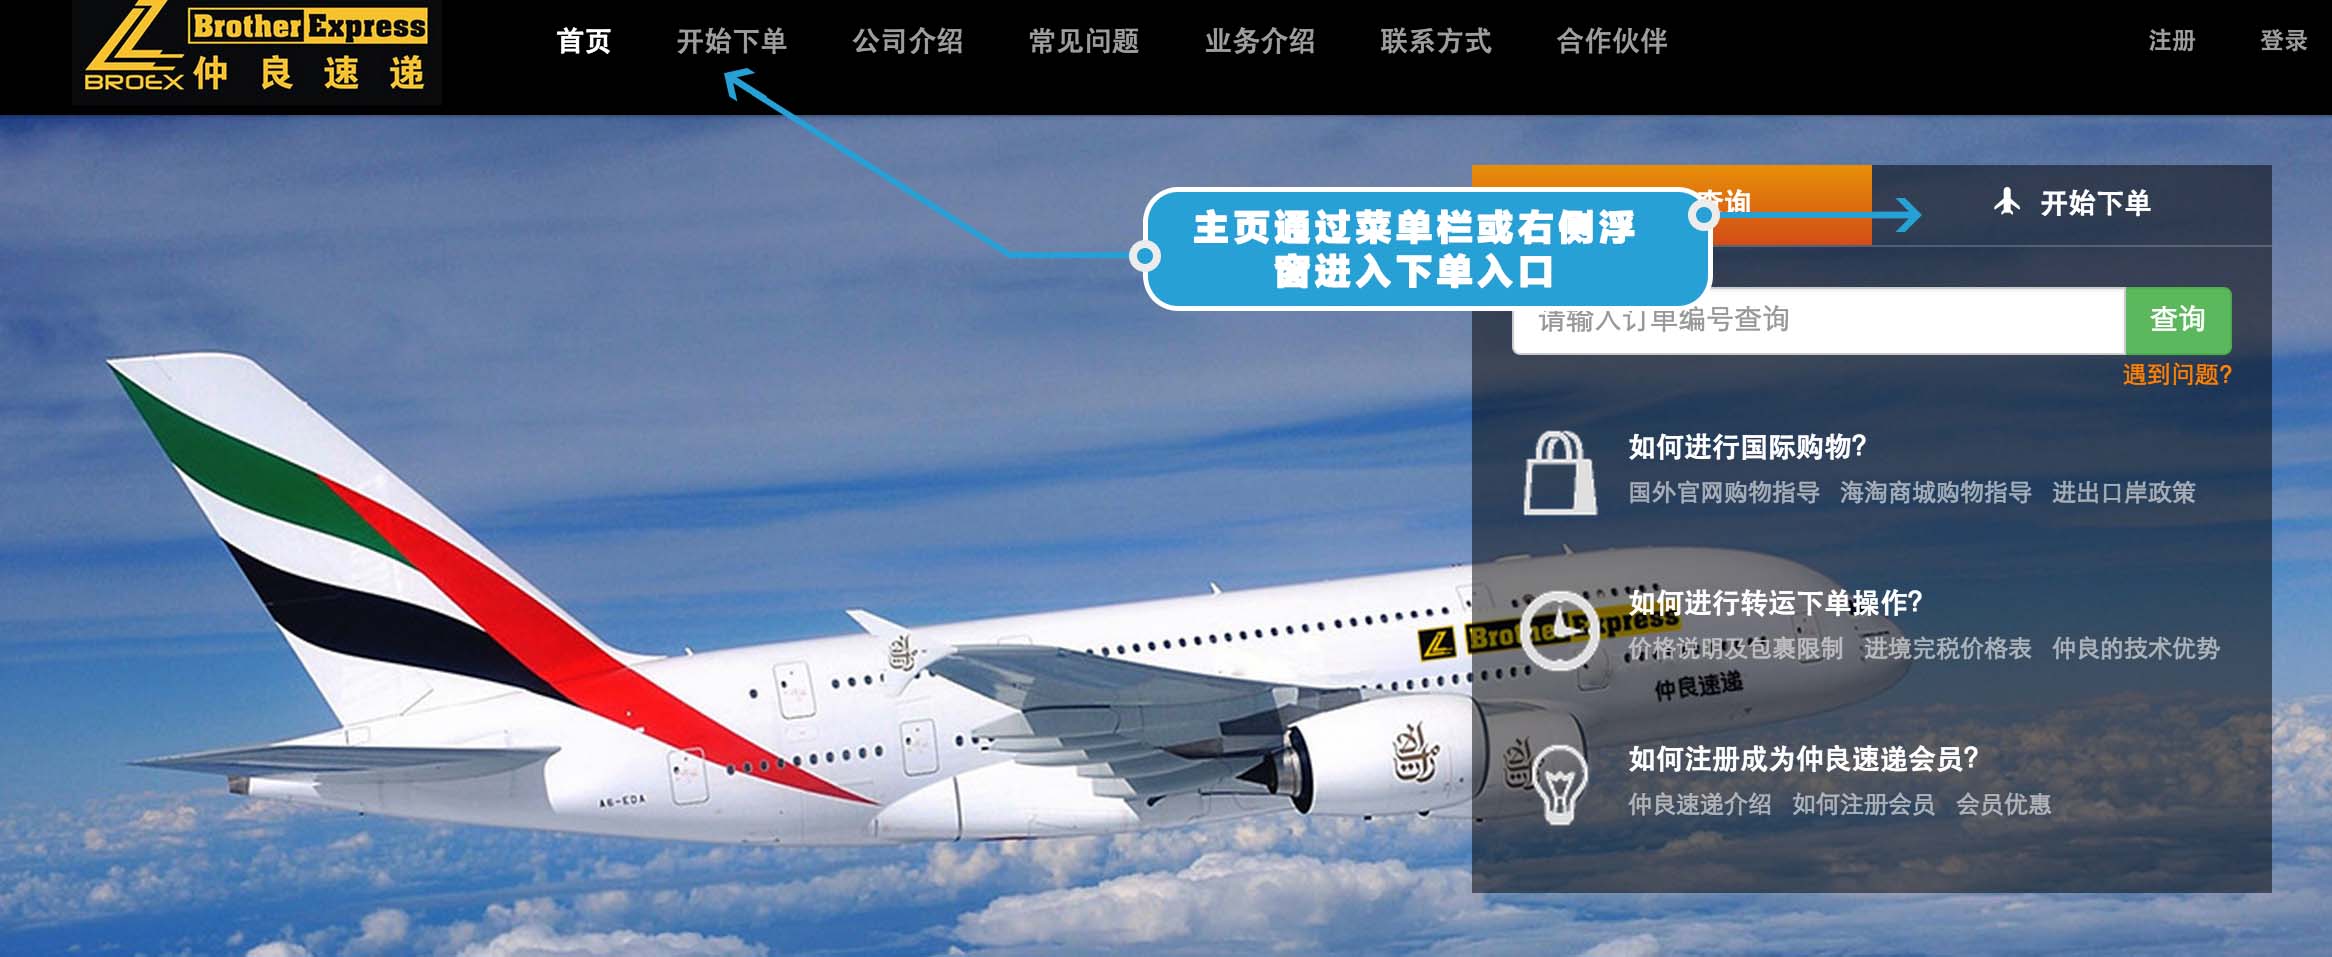 BrotherExpress
BROEX 仲良速递
首页 开始下单 公司介绍 常见问题 业务介绍 联系方式 合作伙伴 注册 登录
查询 开始下单
主页通过菜单栏或右侧浮
窗进入下单入口
请输入订单编号查询 查询
遇到问题?
如何进行国际购物?
国外官网购物指导 海淘商城购物指导 进出口岸政策
如何进行转运下单操作?
价格说明及包裹限制 进境完税价格表 仲良的技术优势
BrotherExpress
仲良速递
如何注册成为仲良速递会员?
仲良速递介绍 如何注册会员 会员优惠
A6-EDA